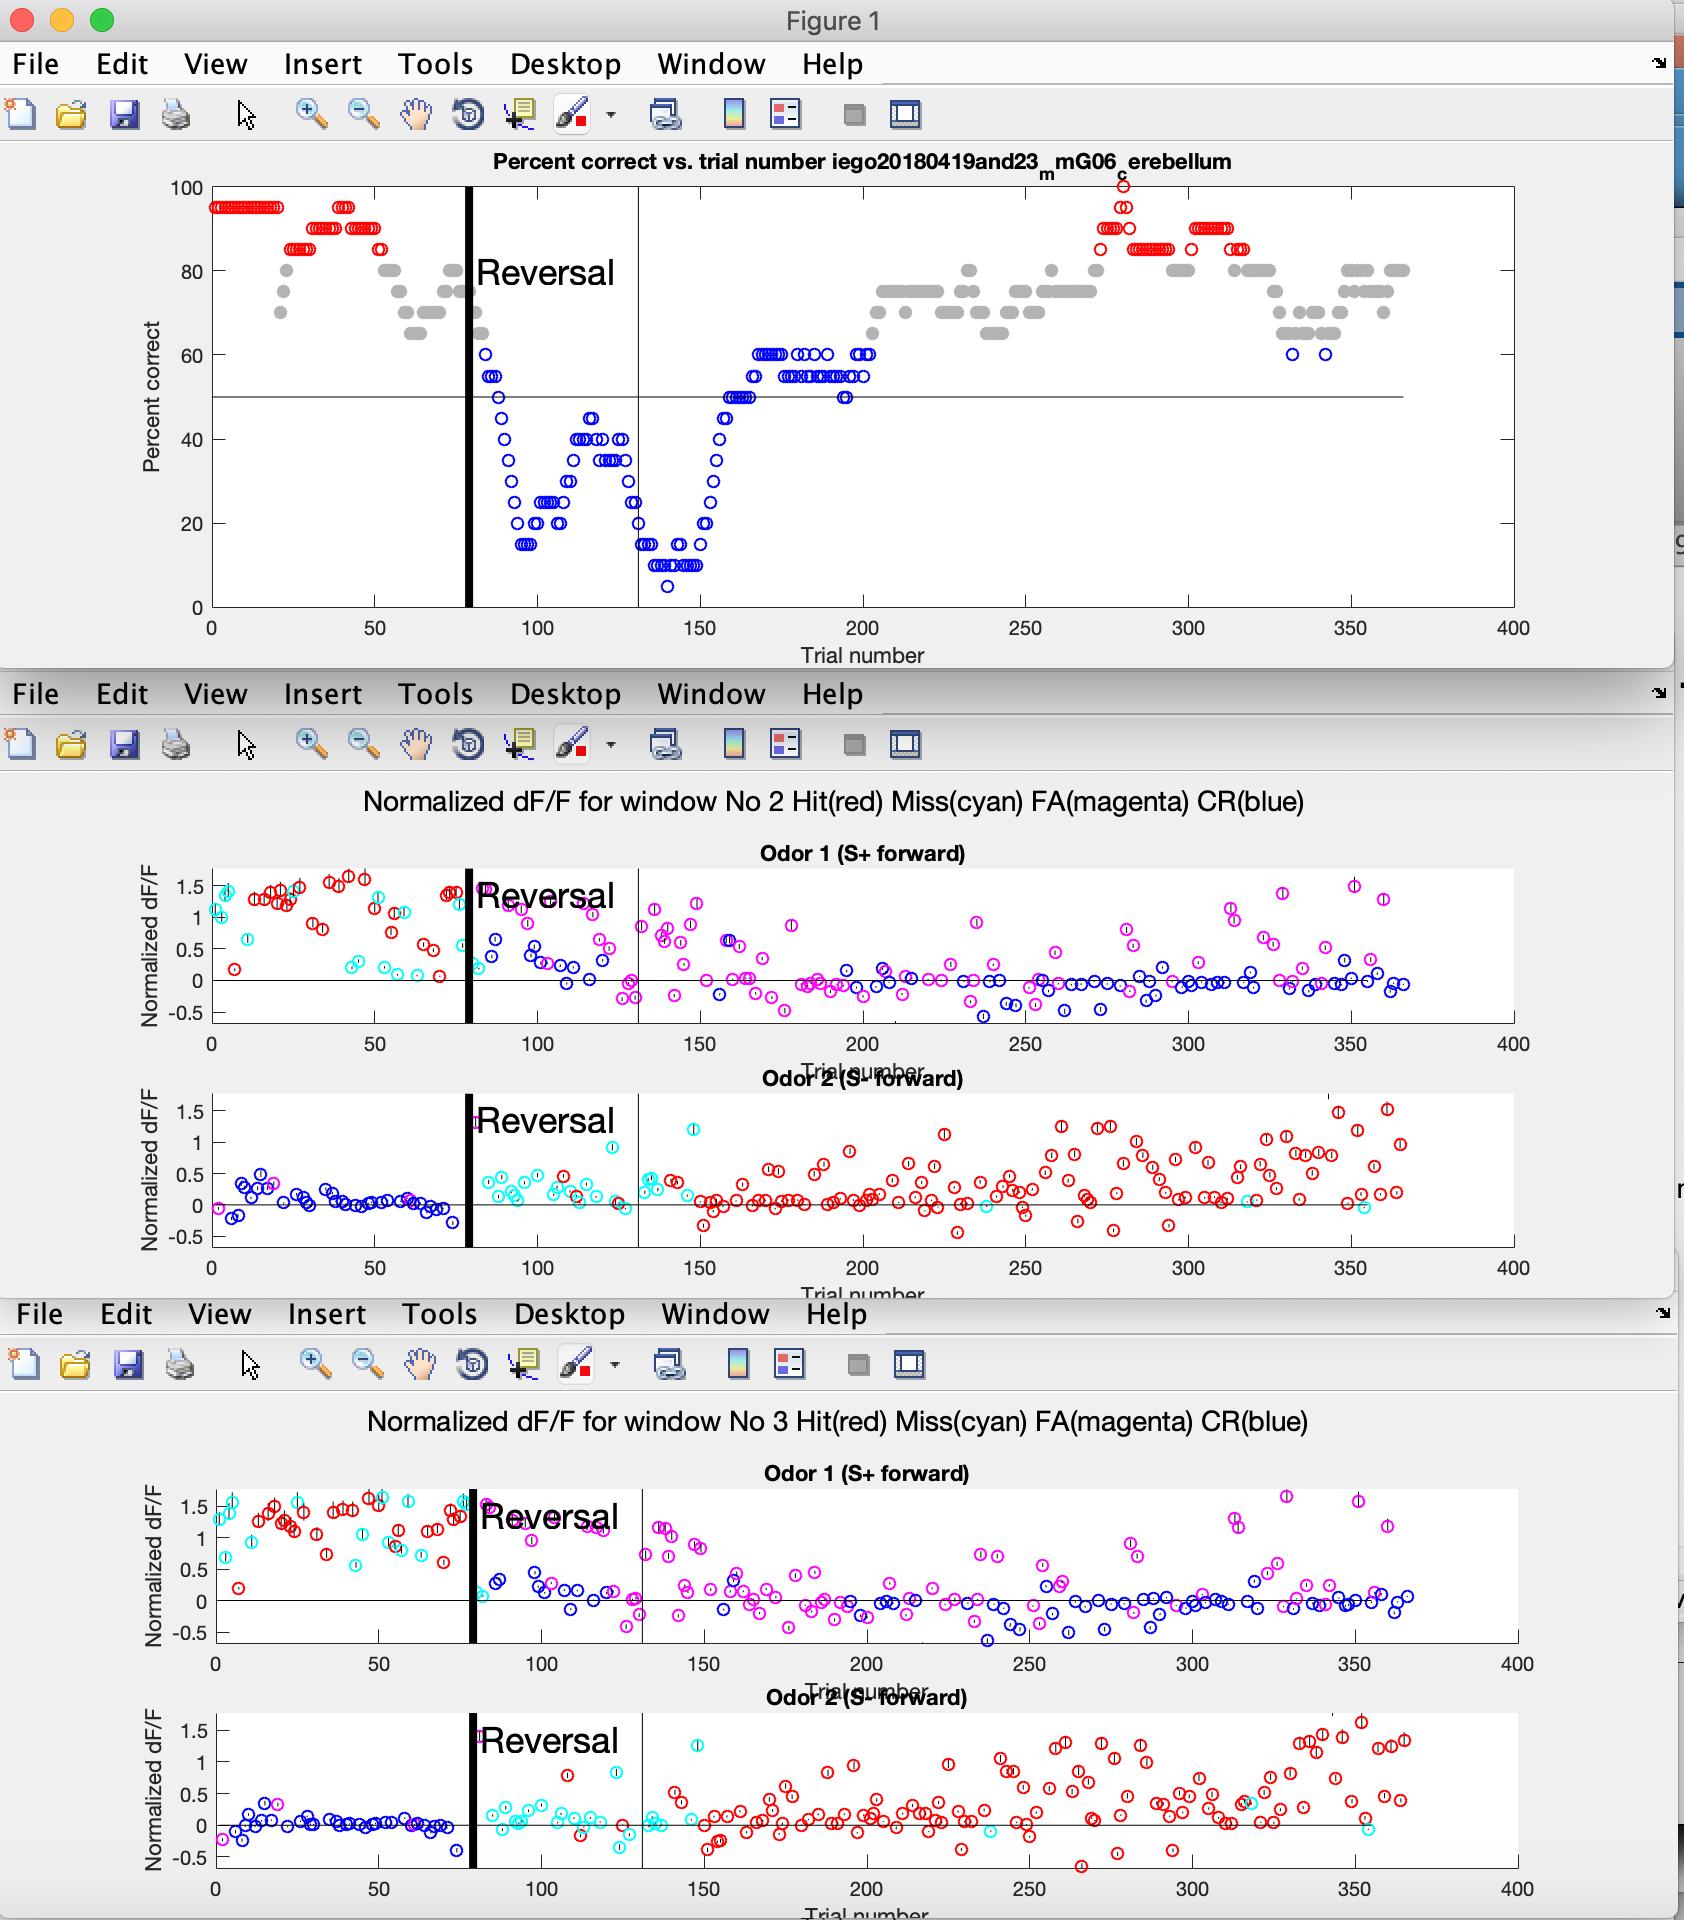 Figure 1
File Edit View Insert Tools Desktop Window Help
Percent correct vs. trial number iego20180419and23mmG06cerebellum
100
80
60
40
20
0
Percent correct
Reversal
0 50 100 150 200 250 300 350 400
Trial number
File Edit View Insert Tools Desktop Window Help
Normalized dF/F for window No 2 Hit(red) Miss(cyan) FA(magenta) CR(blue)
Odor 1 (S+ forward)
1.5
1
0.5
0
-0.5
Normalized dF/F
Reversal
0 50 100 150 200 250 300 350 400
Trial number
Odor 2 (S- forward)
1.5
1
0.5
0
-0.5
Normalized dF/F
Reversal
0 50 100 150 200 250 300 350 400
Trial number
File Edit View Insert Tools Desktop Window Help
Normalized dF/F for window No 3 Hit(red) Miss(cyan) FA(magenta) CR(blue)
Odor 1 (S+ forward)
1.5
1
0.5
0
-0.5
Normalized dF/F
Reversal
0 50 100 150 200 250 300 350 400
Trial number
Odor 2 (S- forward)
1.5
1
0.5
0
-0.5
Normalized dF/F
Reversal
0 50 100 150 200 250 300 350 400
Trial number